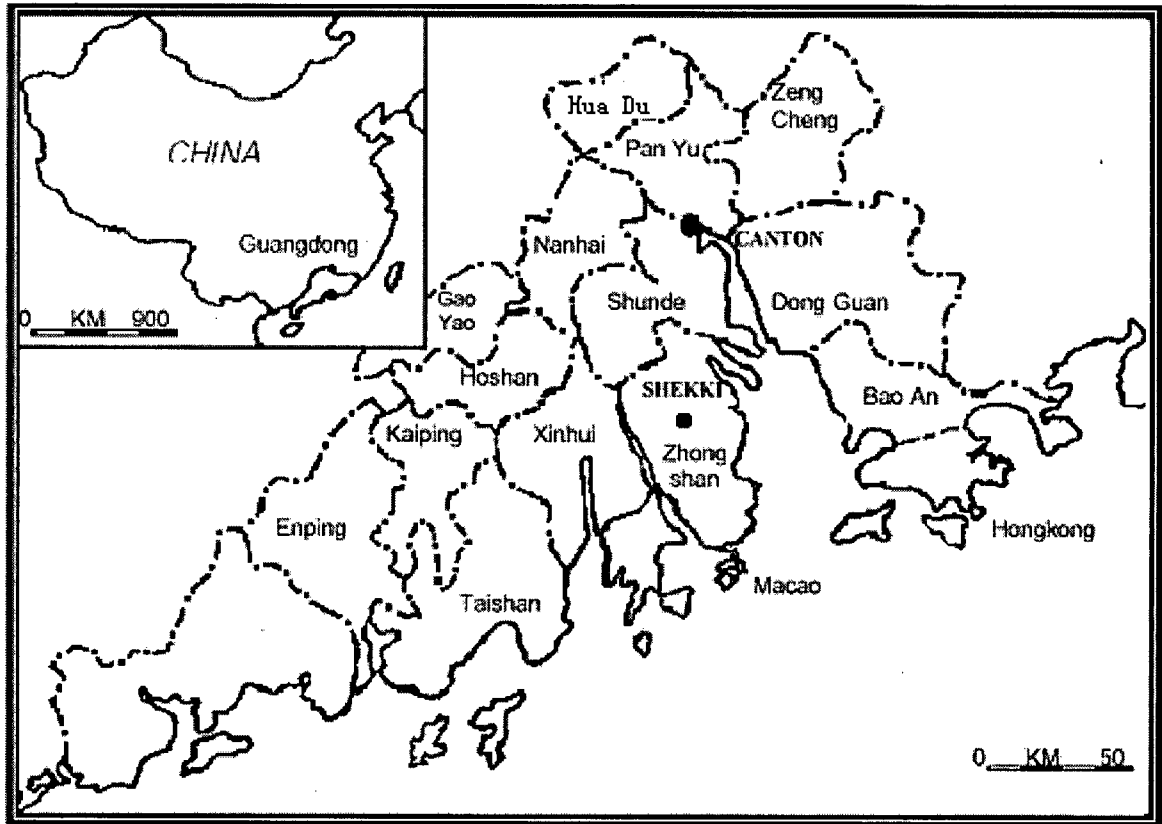 CHINA
Guangdong
0 KM 900
Hua Du
Zeng
Cheng
Pan Yu
CANTON
Nanhai
Gao
Yao
Shunde
Dong Guan
Hoshan
SHEKKI
Bao An
Kaiping
Xinhui
Zhong
shan
Enping
Hongkong
Taishan
Macao
0 KM 50